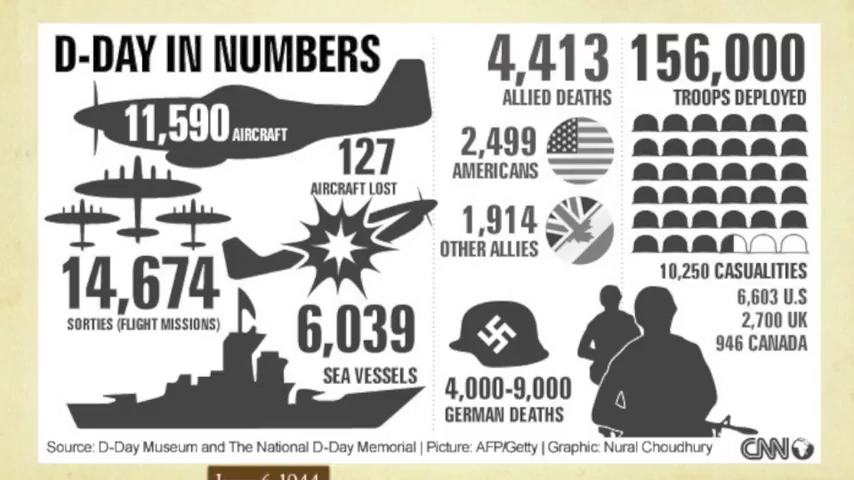 D-DAY IN NUMBERS
11,590 AIRCRAFT
127
AIRCRAFT LOST
14,674
SORTIES (FLIGHT MISSIONS)
6,039
SEA VESSELS
4,413
ALLIED DEATHS
2,499
AMERICANS
1,914
OTHER ALLIES
4,000-9,000
GERMAN DEATHS
156,000
TROOPS DEPLOYED
10,250 CASUALITIES
6,603 U.S
2,700 UK
946 CANADA
Source: D-Day Museum and The National D-Day Memorial | Picture: AFP/Getty | Graphic: Nural Choudhury
CNN
June 6, 1944